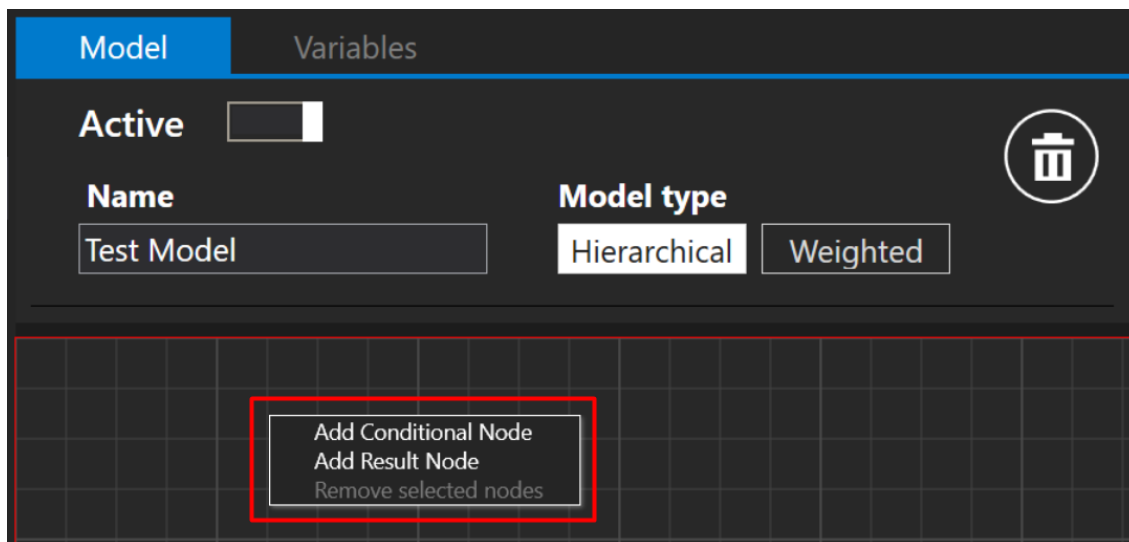 Model Variables
Active
Name Model type
Test Model Hierarchical Weighted
Add Conditional Node
Add Result Node
Remove selected nodes